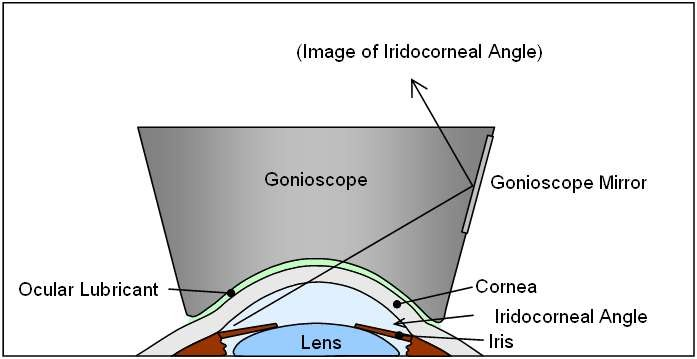 (Image of Iridocorneal Angle)
Gonioscope
Gonioscope Mirror
Ocular Lubricant
Cornea
Iridocorneal Angle
Iris
Lens